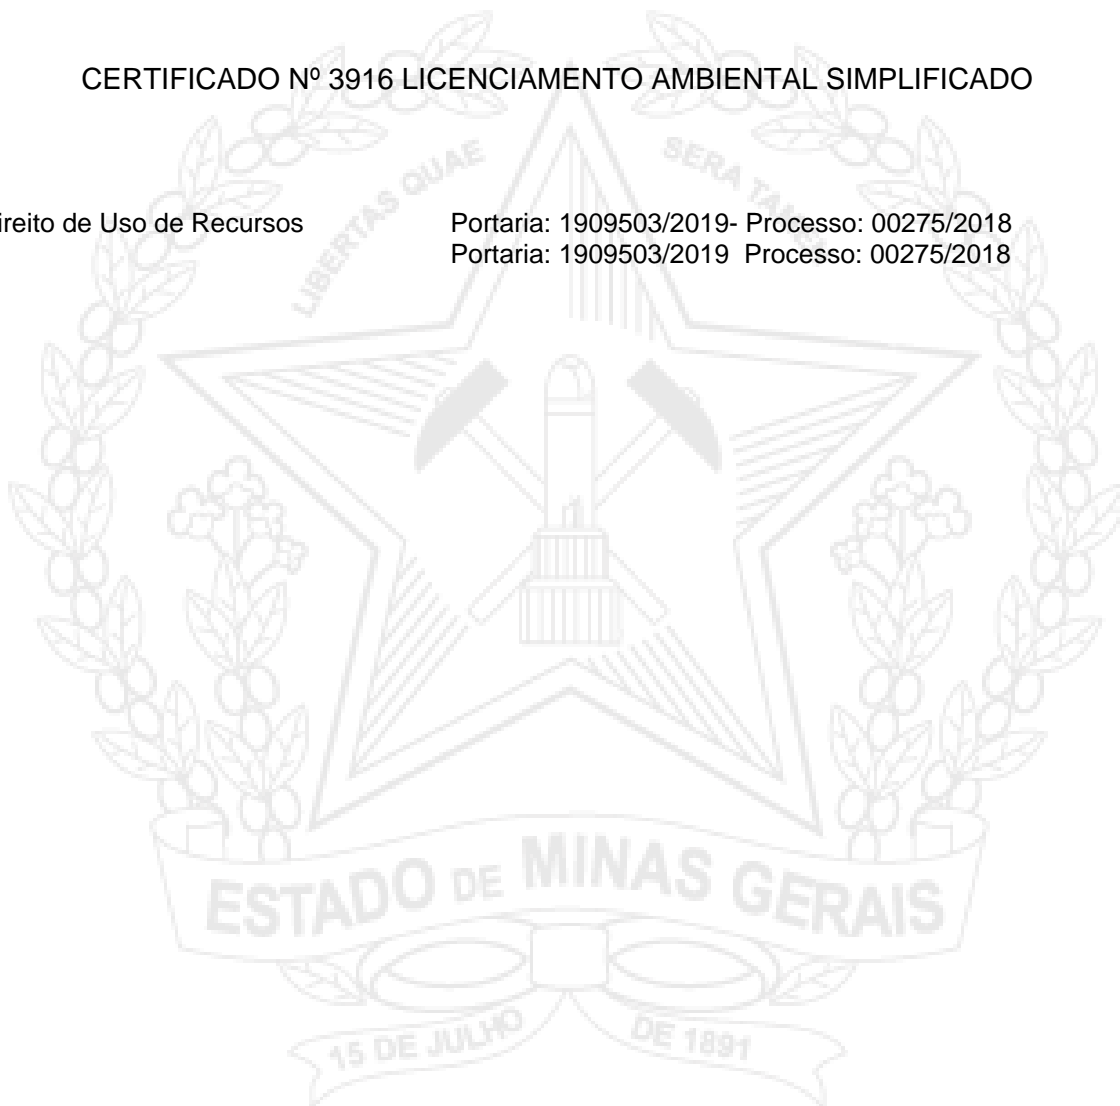 CERTIFICADO Nº 3916 LICENCIAMENTO AMBIENTAL SIMPLIFICADO
LIBERTAS QUAE SERA
ireito de Uso de Recursos Portaria: 1909503/2019- Processo: 00275/2018
Portaria: 1909503/2019 Processo: 00275/2018
ESTADO DE MINAS GERAIS
15 DE JULHO DE 1891